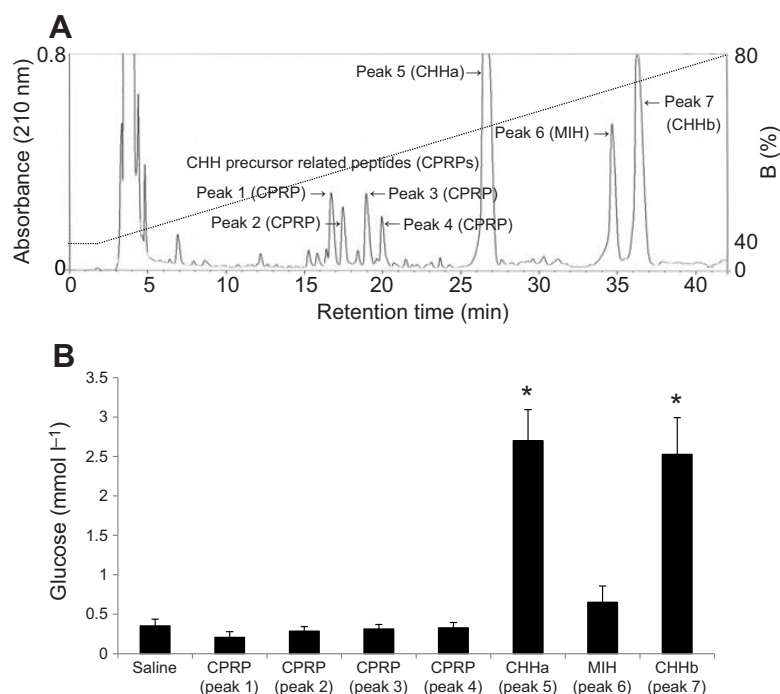 A
0.8
80
Peak 5 (CHHa)→
←Peak 7
(CHHb)
Peak 6 (MIH)→
CHH precursor related peptides (CPRPs)
Peak 1 (CPRP)→
←Peak 3 (CPRP)
Peak 2 (CPRP)→
←Peak 4 (CPRP)
40
0
0
Absorbance (210 nm)
B (%)
0 5 10 15 20 25 30 35 40
Retention time (min)
B
3.5
3
2.5
2
1.5
1
0.5
0
Glucose (mmol l–1)
* *
Saline CPRP CPRP CPRP CPRP CHHa MIH CHHb
(peak 1) (peak 2) (peak 3) (peak 4) (peak 5) (peak 6) (peak 7)